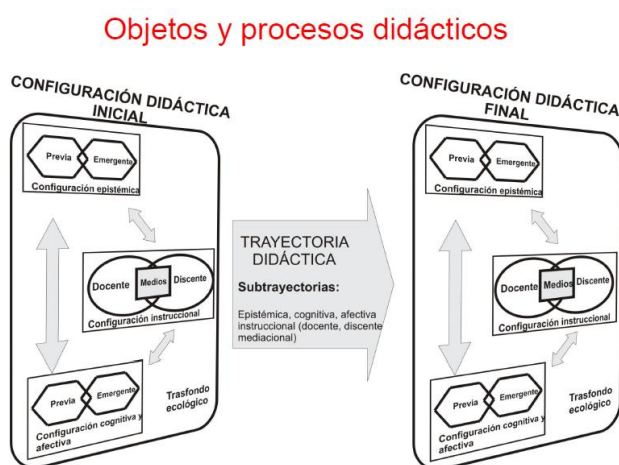 Objetos y procesos didácticos
CONFIGURACIÓN DIDÁCTICA
INICIAL
Previa
Emergente
Configuración epistémica
Docente
Medios
Discente
Configuración instruccional
Previa
Emergente
Configuración cognitiva y
afectiva
Trasfondo
ecológico
TRAYECTORIA
DIDÁCTICA
Subtrayectorias:
Epistémica, cognitiva, afectiva
instruccional (docente, discente
mediacional)
CONFIGURACIÓN DIDÁCTICA
FINAL
Previa
Emergente
Configuración epistémica
Docente
Medios
Discente
Configuración instruccional
Previa
Emergente
Configuración cognitiva y
afectiva
Trasfondo
ecológico